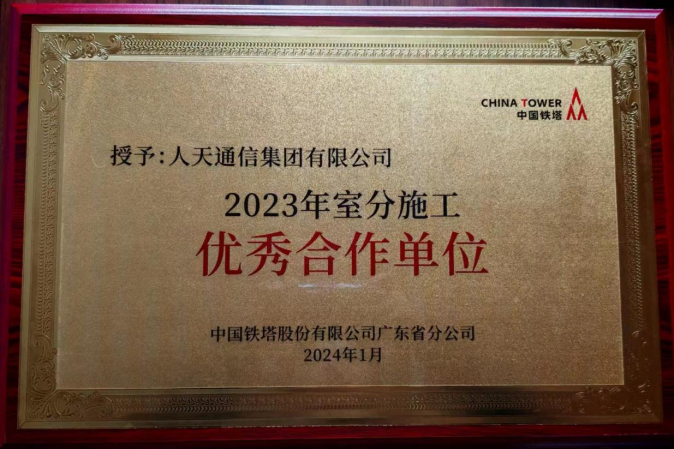 CHINA TOWER
中国铁塔
授予:人天通信集团有限公司
2023年室分施工
优秀合作单位
中国铁塔股份有限公司广东省分公司
2024年1月